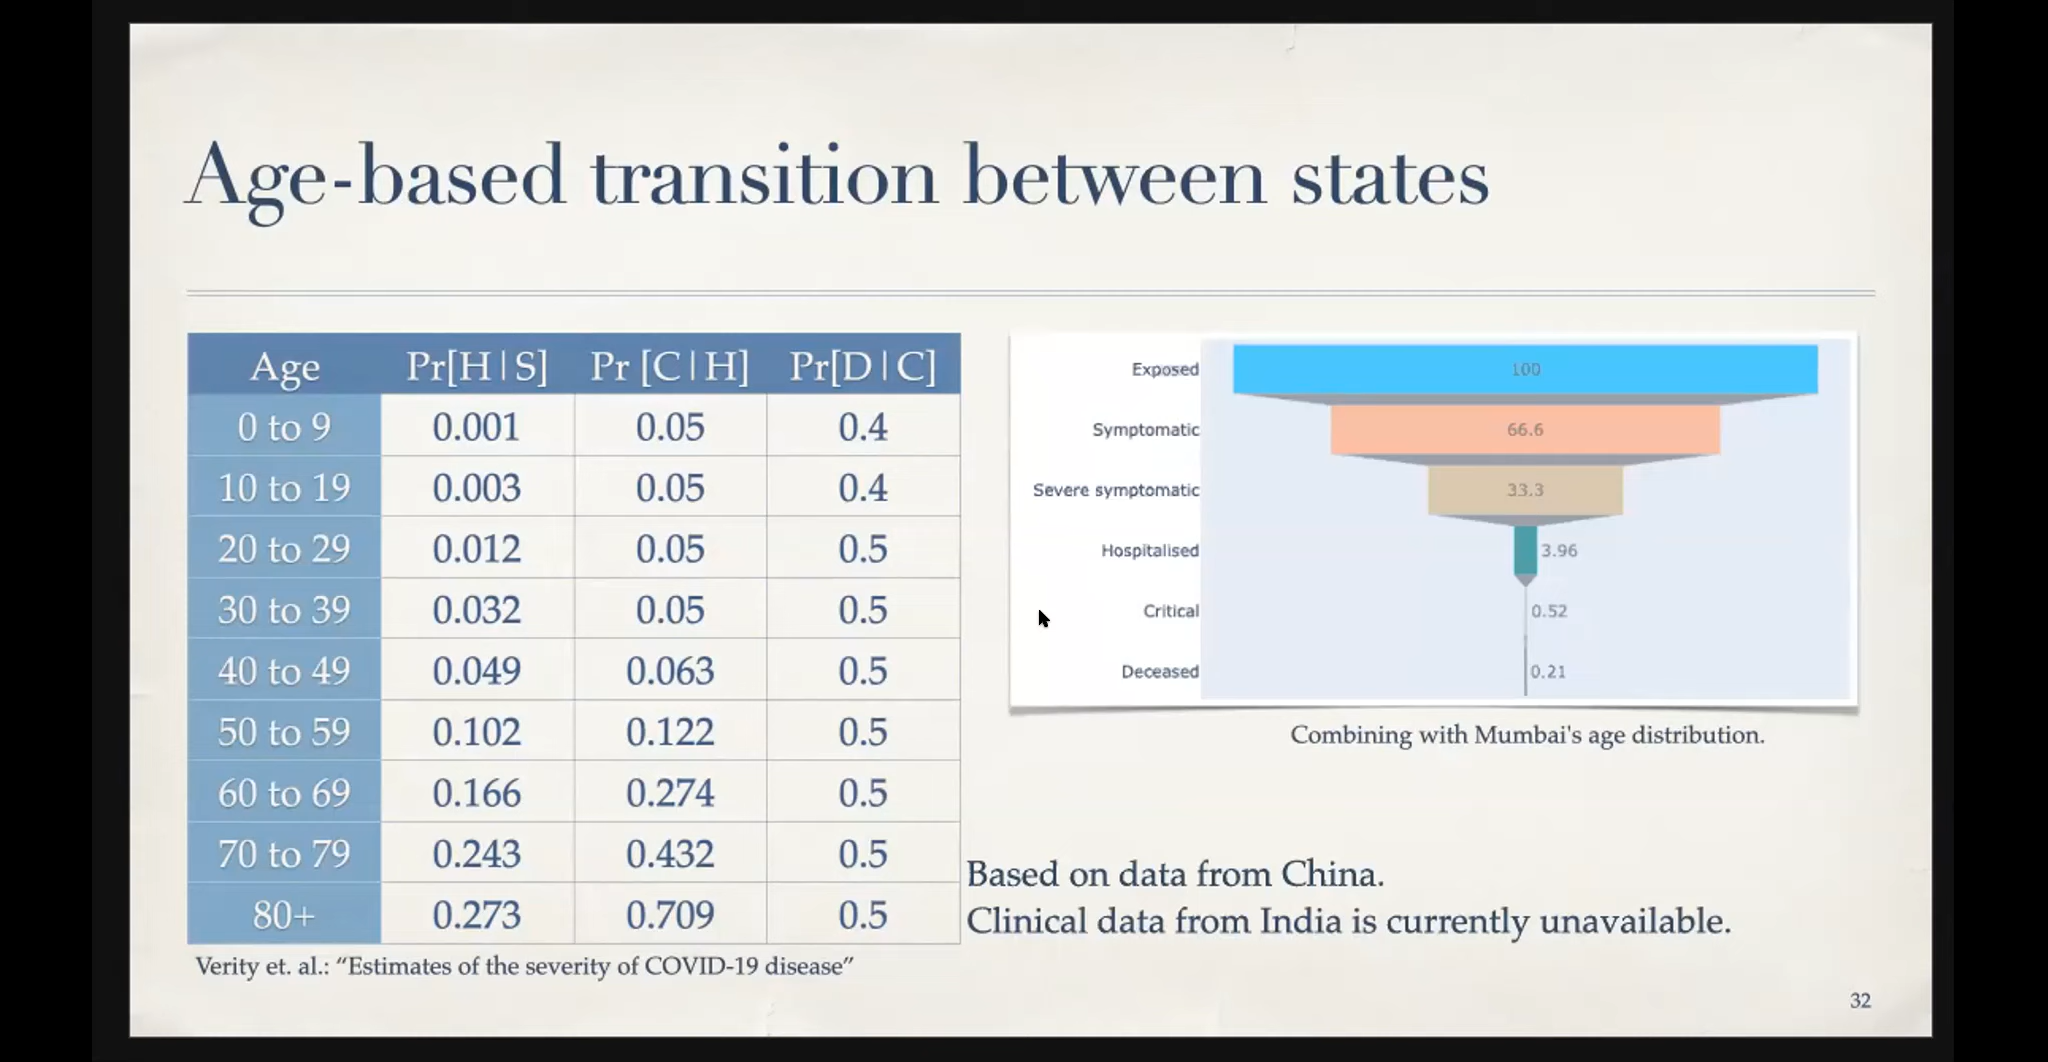 Age-based transition between states
Age Pr[H|S] Pr [C|H] Pr[D|C]
0 to 9 0.001 0.05 0.4
10 to 19 0.003 0.05 0.4
20 to 29 0.012 0.05 0.5
30 to 39 0.032 0.05 0.5
40 to 49 0.049 0.063 0.5
50 to 59 0.102 0.122 0.5
60 to 69 0.166 0.274 0.5
70 to 79 0.243 0.432 0.5
80+ 0.273 0.709 0.5
Verity et. al.: “Estimates of the severity of COVID-19 disease”
Exposed 100
Symptomatic 66.6
Severe symptomatic 33.3
Hospitalised 3.96
Critical 0.52
Deceased 0.21
Combining with Mumbai's age distribution.
Based on data from China.
Clinical data from India is currently unavailable.
32